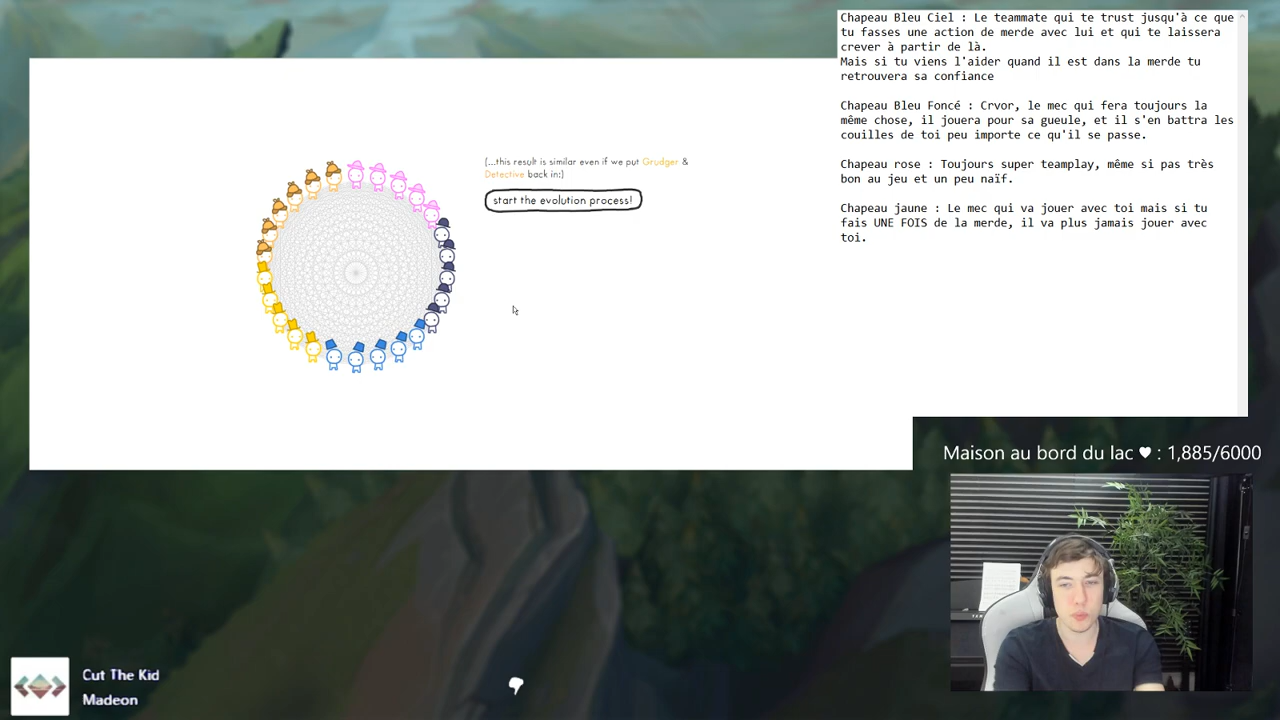 Chapeau Bleu Ciel : Le teammate qui te trust jusqu'à ce que
tu fasses une action de merde avec lui et qui te laissera
crever à partir de là.
Mais si tu viens l'aider quand il est dans la merde tu
retrouvera sa confiance
Chapeau Bleu Foncé : Crvor, le mec qui fera toujours la
même chose, il jouera pour sa gueule, et il s'en battra les
couilles de toi peu importe ce qu'il se passe.
Chapeau rose : Toujours super teamplay, même si pas très
bon au jeu et un peu naïf.
Chapeau jaune : Le mec qui va jouer avec toi mais si tu
fais UNE FOIS de la merde, il va plus jamais jouer avec
toi.
(...this result is similar even if we put Grudger &
Detective back in:)
start the evolution process!
Maison au bord du lac ♥ : 1,885/6000
Cut The Kid
Madeon